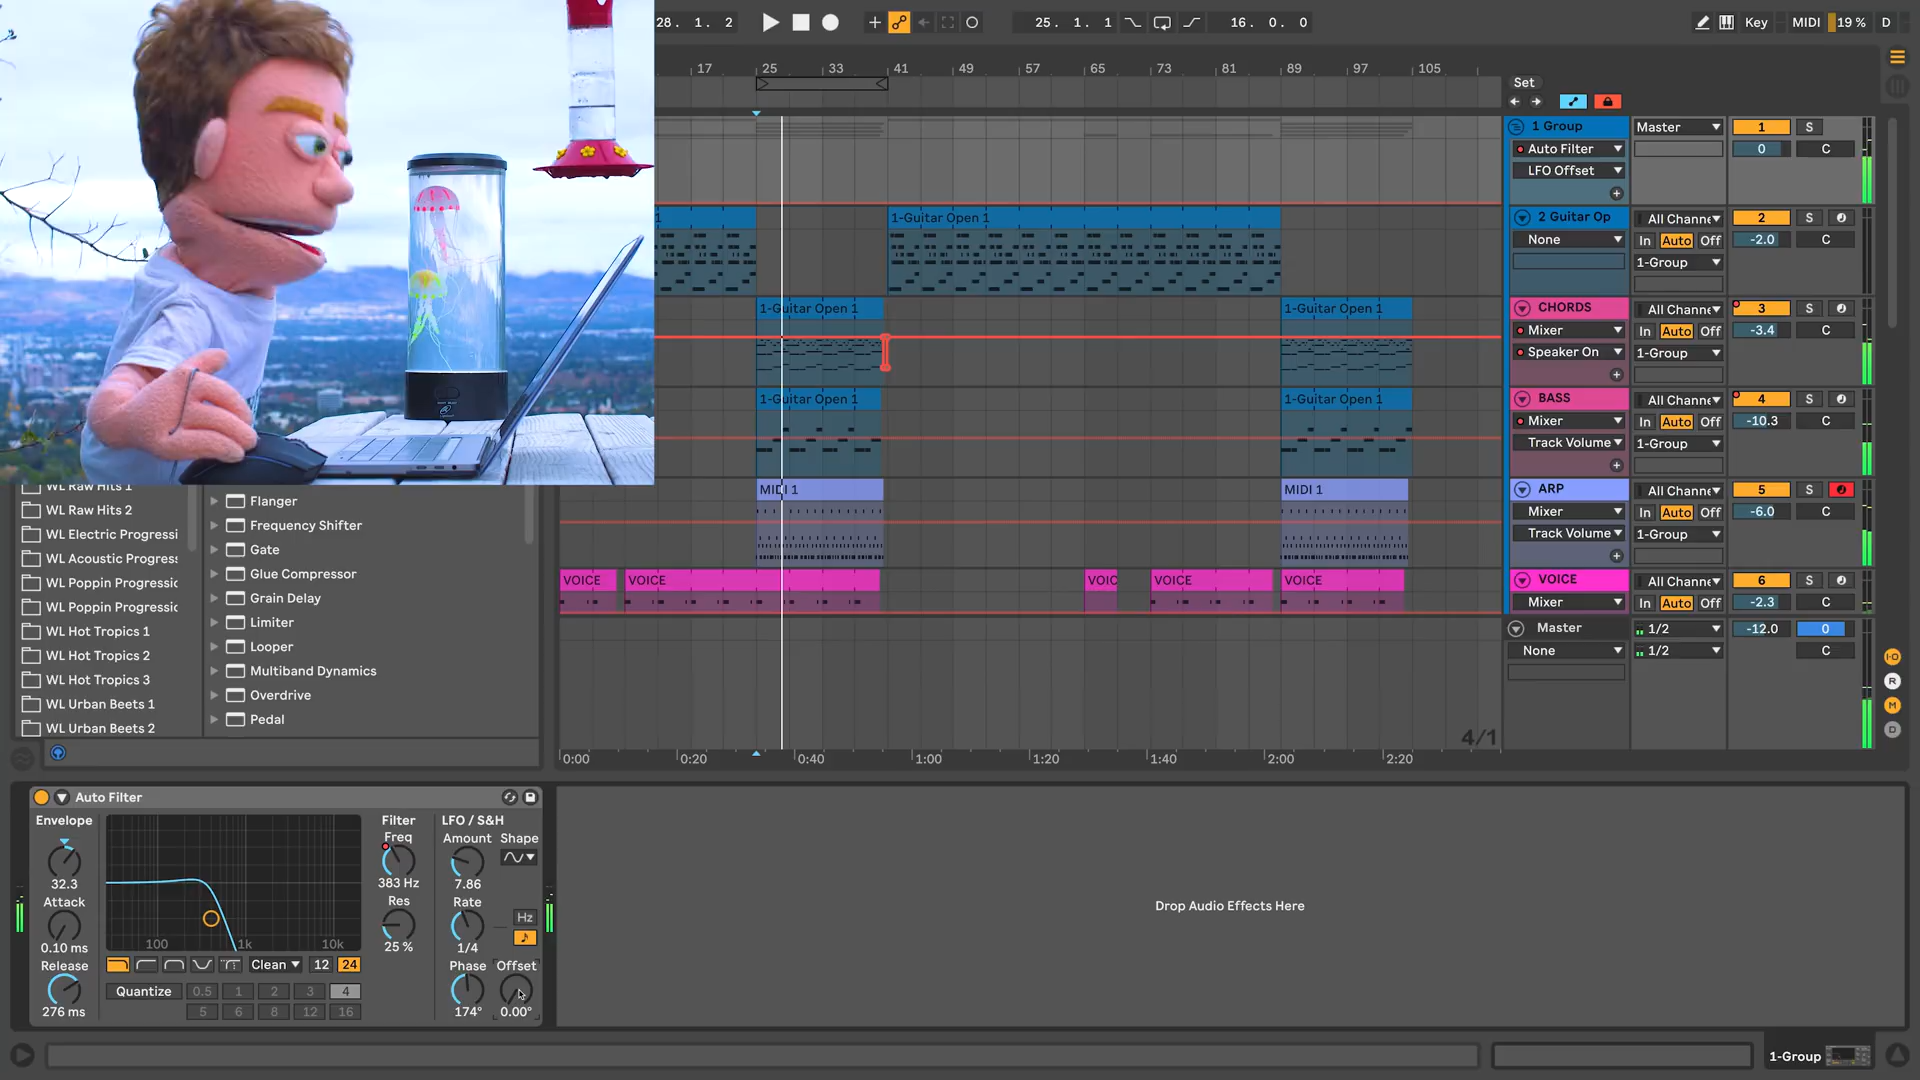 28. 1. 2
25. 1. 1
16. 0. 0
Key
MIDI
19 %
D
17
25
33
41
49
57
65
73
81
89
97
105
Set
1 Group
Master
1
S
Auto Filter
0
C
LFO Offset
1
1-Guitar Open 1
2 Guitar Op
All Channe
2
S
None
In
Auto
Off
-2.0
C
1-Group
1-Guitar Open 1
1-Guitar Open 1
CHORDS
All Channe
3
S
Mixer
In
Auto
Off
-3.4
C
Speaker On
1-Group
1-Guitar Open 1
1-Guitar Open 1
BASS
All Channe
4
S
Mixer
In
Auto
Off
-10.3
C
Track Volume
1-Group
MIDI 1
MIDI 1
ARP
All Channe
5
S
Mixer
In
Auto
Off
-6.0
C
Track Volume
1-Group
VOICE
VOICE
VOIC
VOICE
VOICE
VOICE
All Channe
6
S
Mixer
In
Auto
Off
-2.3
C
Master
1/2
-12.0
0
None
1/2
C
4/1
I-O
R
M
D
0:00
0:20
0:40
1:00
1:20
1:40
2:00
2:20
WL Raw Hits 1
WL Raw Hits 2
WL Electric Progressi
WL Acoustic Progress
WL Poppin Progressic
WL Poppin Progressic
WL Hot Tropics 1
WL Hot Tropics 2
WL Hot Tropics 3
WL Urban Beets 1
WL Urban Beets 2
Flanger
Frequency Shifter
Gate
Glue Compressor
Grain Delay
Limiter
Looper
Multiband Dynamics
Overdrive
Pedal
Auto Filter
Envelope
32.3
Attack
0.10 ms
Release
276 ms
100
1k
10k
Clean
12
24
Quantize
0.5
1
2
3
4
5
6
8
12
16
Filter
Freq
383 Hz
Res
25 %
LFO / S&H
Amount
Shape
7.86
Rate
Hz
1/4
Phase
Offset
174°
0.00°
Drop Audio Effects Here
1-Group